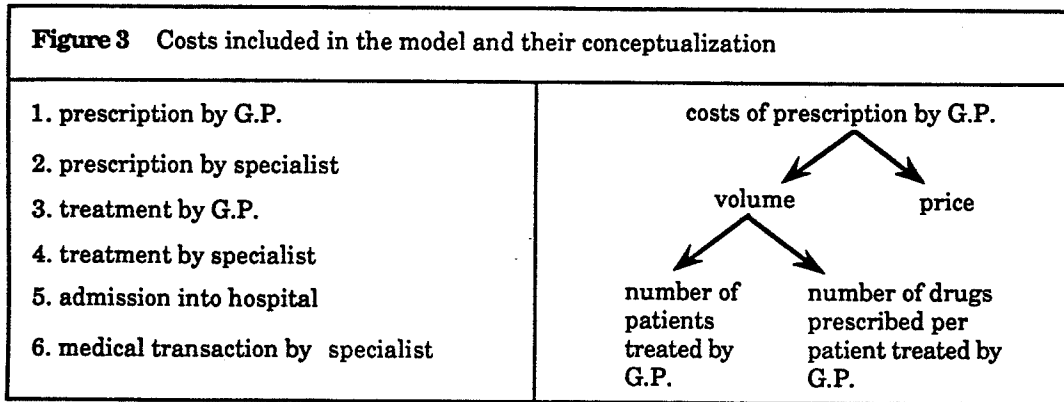 Figure 3 Costs included in the model and their conceptualization
1. prescription by G.P.
2. prescription by specialist
3. treatment by G.P.
4. treatment by specialist
5. admission into hospital
6. medical transaction by specialist
costs of prescription by G.P.
volume
price
number of
patients
treated by
G.P.
number of drugs
prescribed per
patient treated by
G.P.